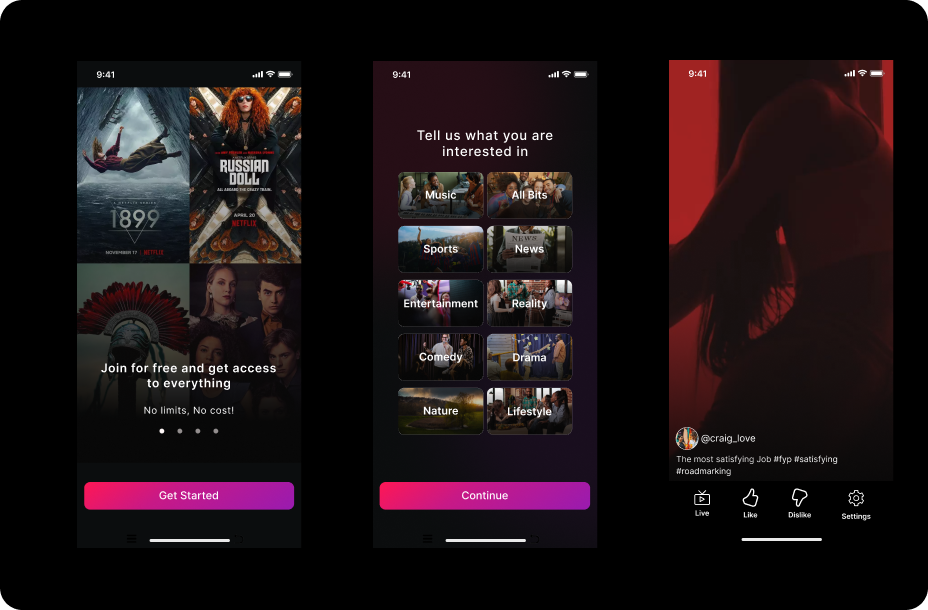 9:41
A NETFLIX SERIES
1899
NOVEMBER 17 | NETFLIX
RUSSIAN
DOLL
ALL ABOARD THE CRAZY TRAIN.
APRIL 20
NETFLIX
Join for free and get access
to everything
No limits, No cost!
Get Started
9:41
Tell us what you are
interested in
Music
All Bits
Sports
NEWS
News
Entertainment
Reality
Comedy
Drama
Nature
Lifestyle
Continue
9:41
@craig_love
The most satisfying Job #fyp #satisfying
#roadmarking
Live
Like
Dislike
Settings